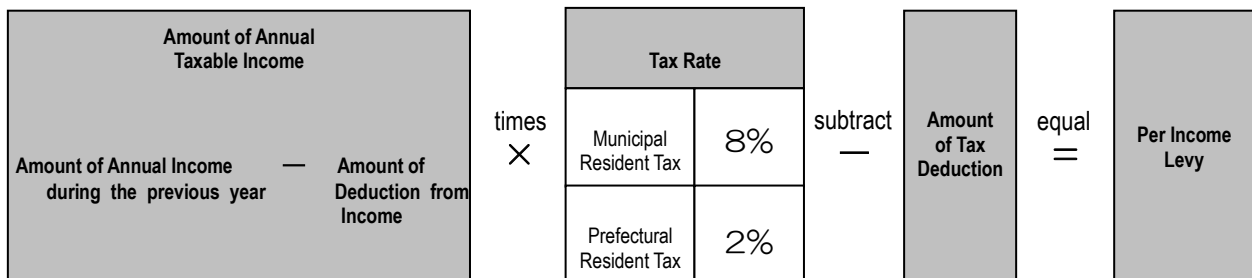 Amount of Annual
Taxable Income
Amount of Annual Income
during the previous year
—
Amount of
Deduction from
Income
times
×
Tax Rate
Municipal
Resident Tax
8%
Prefectural
Resident Tax
2%
subtract
—
Amount
of Tax
Deduction
equal
=
Per Income
Levy